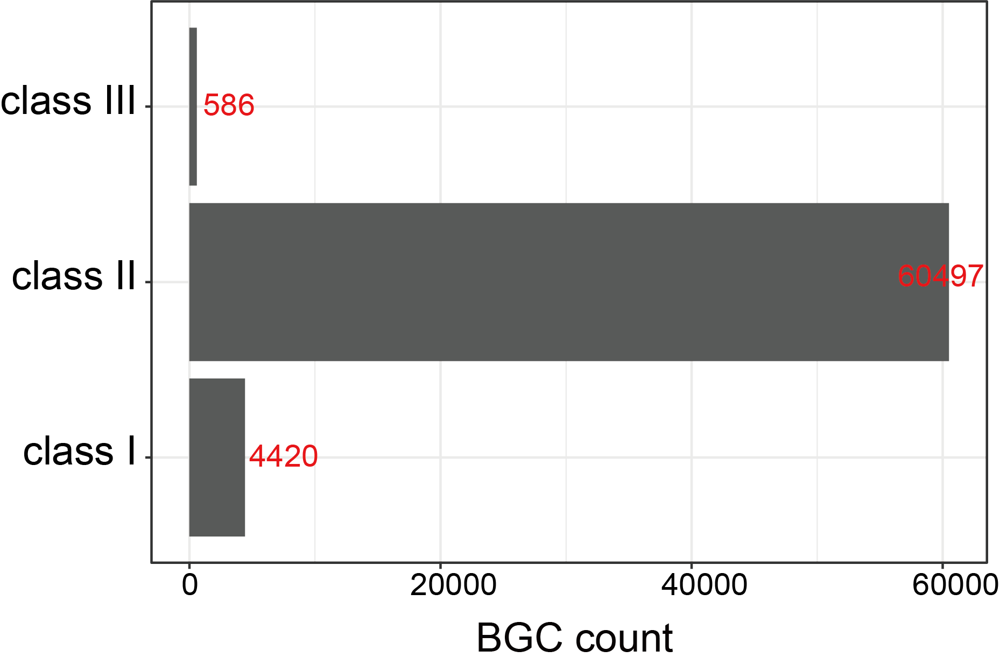 class III
586
class II
60497
class I
4420
0 20000 40000 60000
BGC count